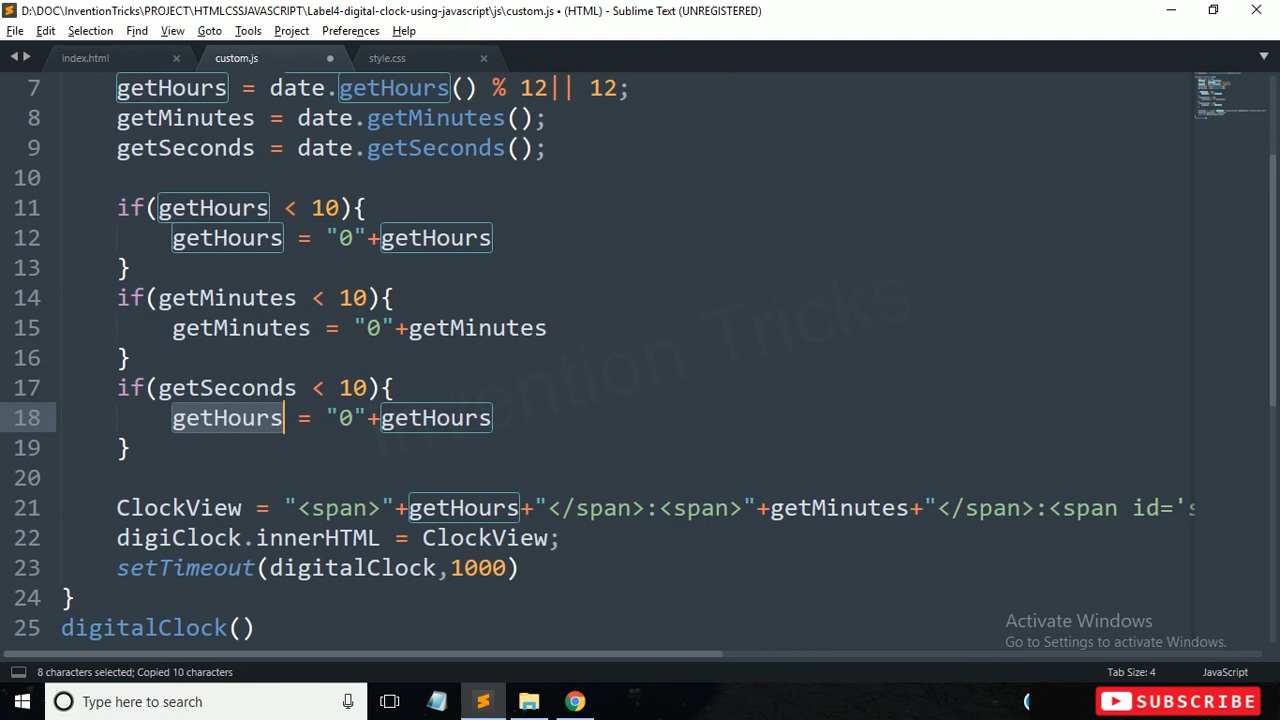 D:\DOC\InventionTricks\PROJECT\HTMLCSSJAVASCRIPT\Label4-digital-clock-using-javascript\js\custom.js • (HTML) - Sublime Text (UNREGISTERED)
File Edit Selection Find View Goto Tools Project Preferences Help
index.html custom.js style.css
7 getHours = date.getHours() % 12|| 12;
8 getMinutes = date.getMinutes();
9 getSeconds = date.getSeconds();
10
11 if(getHours < 10){
12 getHours = "0"+getHours
13 }
14 if(getMinutes < 10){
15 getMinutes = "0"+getMinutes
16 }
17 if(getSeconds < 10){
18 getHours = "0"+getHours
19 }
20
21 ClockView = "<span>"+getHours+"</span>:<span>"+getMinutes+"</span>:<span id='s
22 digiClock.innerHTML = ClockView;
23 setTimeout(digitalClock,1000)
24 }
25 digitalClock()
Invention Tricks
Activate Windows
Go to Settings to activate Windows.
8 characters selected; Copied 10 characters Tab Size: 4 JavaScript
Type here to search
SUBSCRIBE